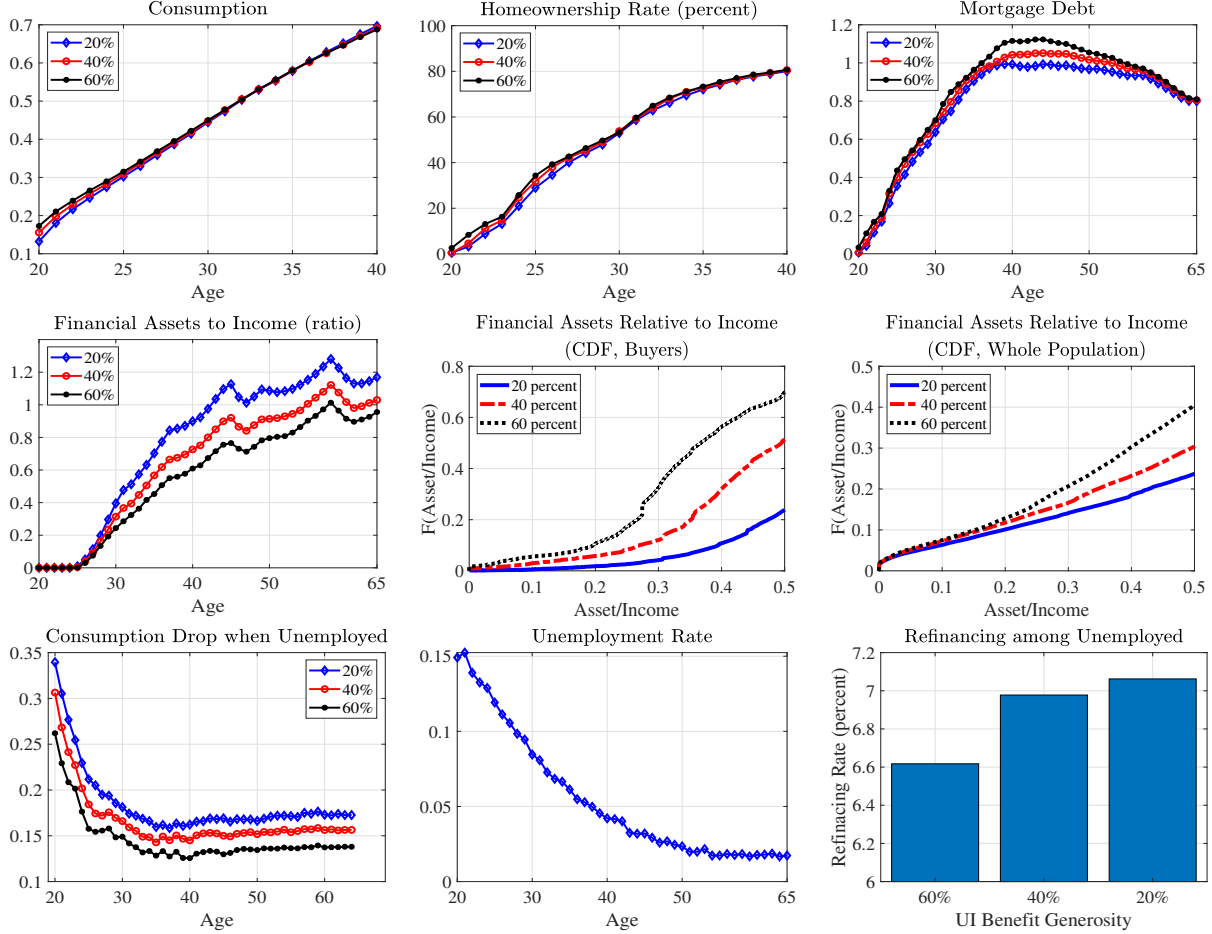 Consumption
0.7
0.6
0.5
0.4
0.3
0.2
0.1
20%
40%
60%
20 25 30 35 40
Age
Homeownership Rate (percent)
100
80
60
40
20
0
20%
40%
60%
20 25 30 35 40
Age
Mortgage Debt
1.2
1
0.8
0.6
0.4
0.2
0
20%
40%
60%
20 30 40 50 65
Age
Financial Assets to Income (ratio)
1.2
1
0.8
0.6
0.4
0.2
0
20%
40%
60%
20 30 40 50 65
Age
Financial Assets Relative to Income
(CDF, Buyers)
F(Asset/Income)
0.8
0.6
0.4
0.2
0
20 percent
40 percent
60 percent
0 0.1 0.2 0.3 0.4 0.5
Asset/Income
Financial Assets Relative to Income
(CDF, Whole Population)
F(Asset/Income)
0.5
0.4
0.3
0.2
0.1
0
20 percent
40 percent
60 percent
0 0.1 0.2 0.3 0.4 0.5
Asset/Income
Consumption Drop when Unemployed
0.35
0.3
0.25
0.2
0.15
0.1
20%
40%
60%
20 30 40 50 60
Age
Unemployment Rate
0.15
0.1
0.05
0
20 30 40 50 65
Age
Refinancing among Unemployed
Refinacing Rate (percent)
7.2
7
6.8
6.6
6.4
6.2
6
60% 40% 20%
UI Benefit Generosity